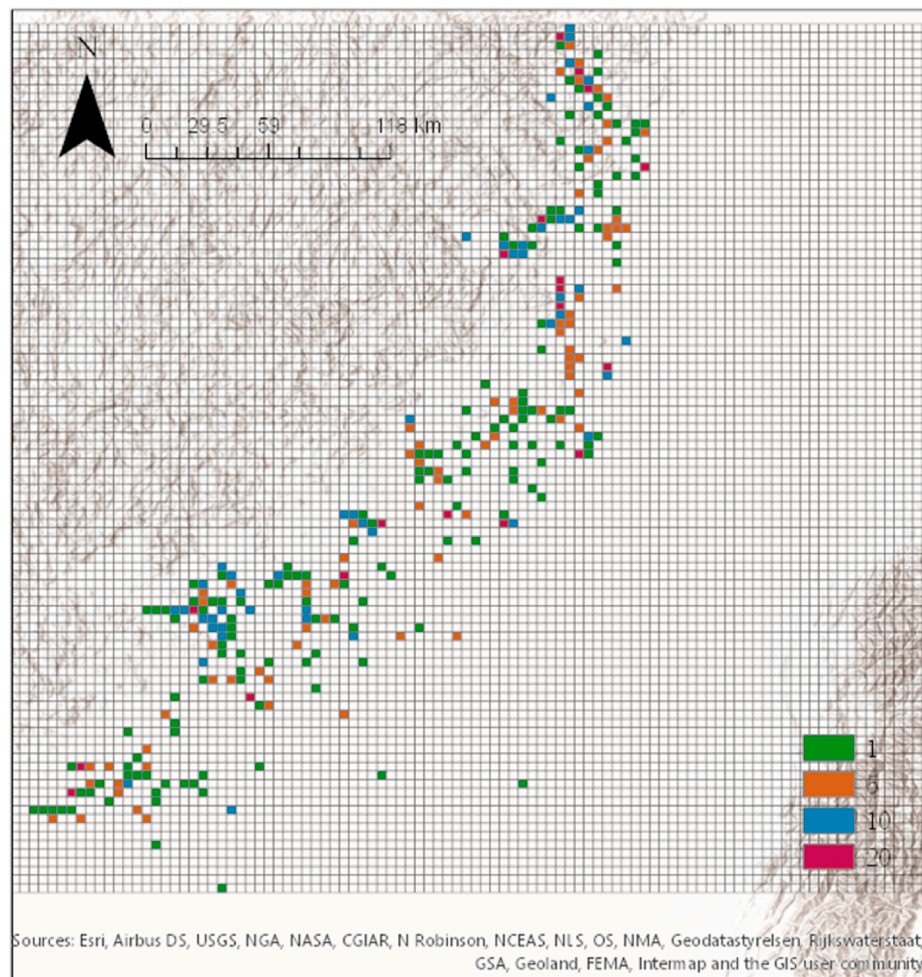 N
0 29.5 59 118 km
1
6
10
20
Sources: Esri, Airbus DS, USGS, NGA, NASA, CGIAR, N Robinson, NCEAS, NLS, OS, NMA, Geodatastyrelsen, Rijkswaterstaat,
GSA, Geoland, FEMA, Intermap and the GIS user community